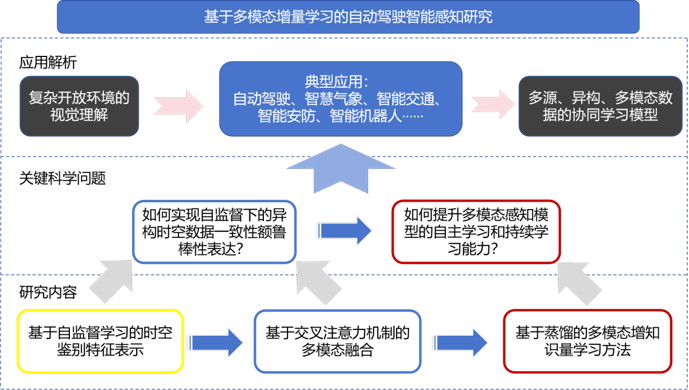 基于多模态增量学习的自动驾驶智能感知研究
应用解析
复杂开放环境的
视觉理解
典型应用：
自动驾驶、智慧气象、智能交通、
智能安防、智能机器人……
多源、异构、多模态数
据的协同学习模型
关键科学问题
如何实现自监督下的异
构时空数据一致性额鲁
棒性表达？
如何提升多模态感知模
型的自主学习和持续学
习能力？
研究内容
基于自监督学习的时空
鉴别特征表示
基于交叉注意力机制的
多模态融合
基于蒸馏的多模态增知
识量学习方法